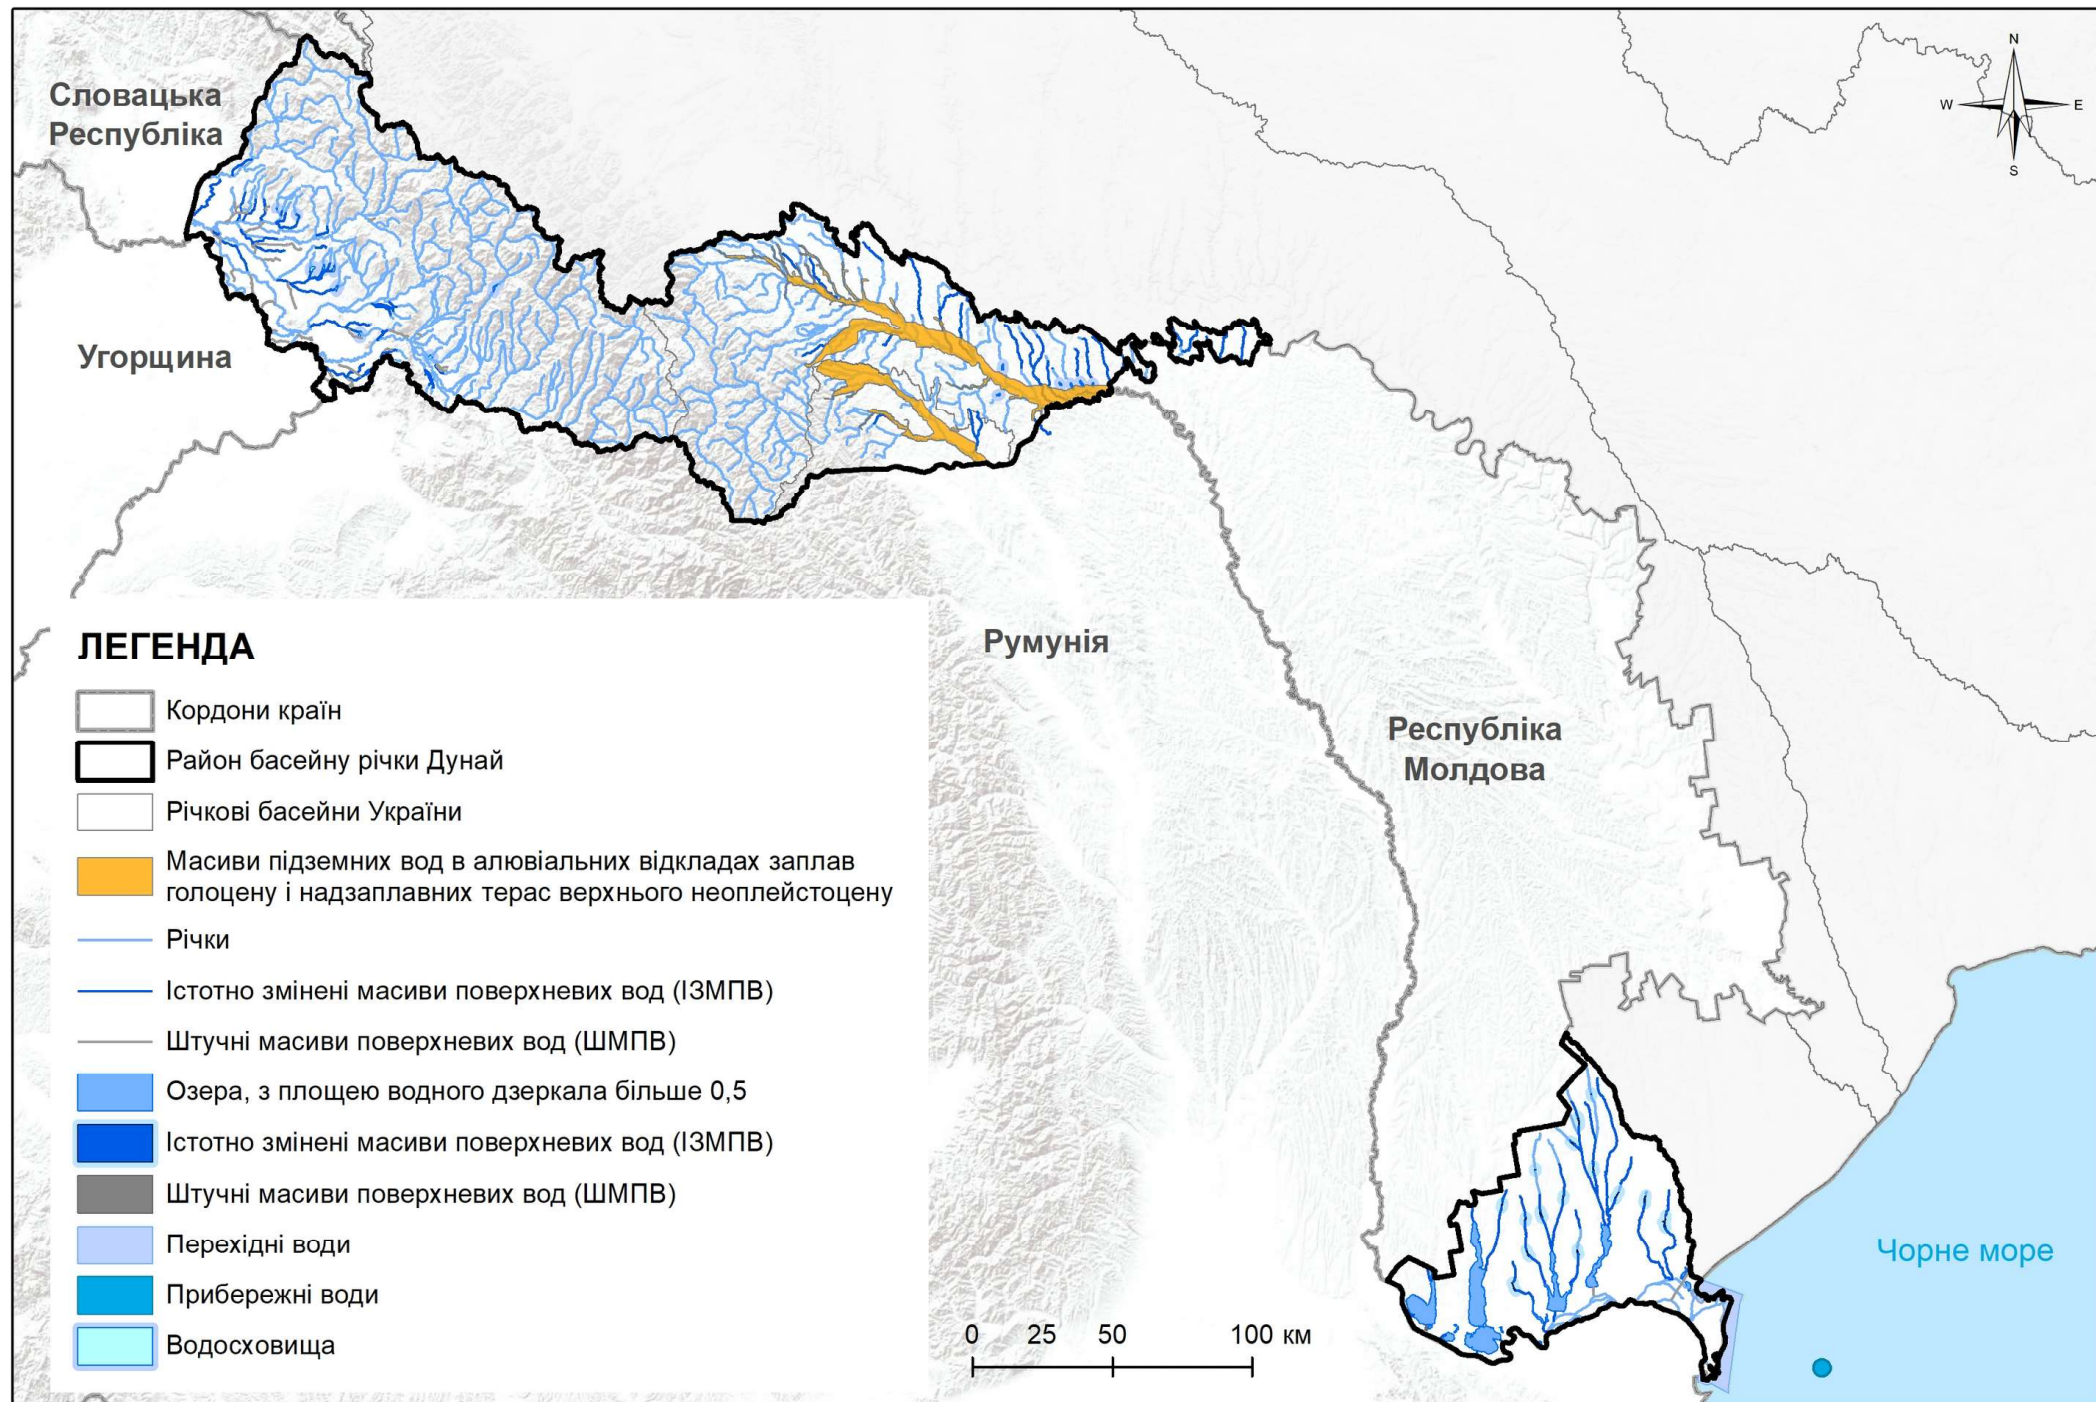 N
W
E
S
Словацька
Республіка
Угорщина
Румунія
Республіка
Молдова
Чорне море
ЛЕГЕНДА
Кордони країн
Район басейну річки Дунай
Річкові басейни України
Масиви підземних вод в алювіальних відкладах заплав
голоцену і надзаплавних терас верхнього неоплейстоцену
Річки
Істотно змінені масиви поверхневих вод (ІЗМПВ)
Штучні масиви поверхневих вод (ШМПВ)
Озера, з площею водного дзеркала більше 0,5
Істотно змінені масиви поверхневих вод (ІЗМПВ)
Штучні масиви поверхневих вод (ШМПВ)
Перехідні води
Прибережні води
Водосховища
0 25 50 100 км